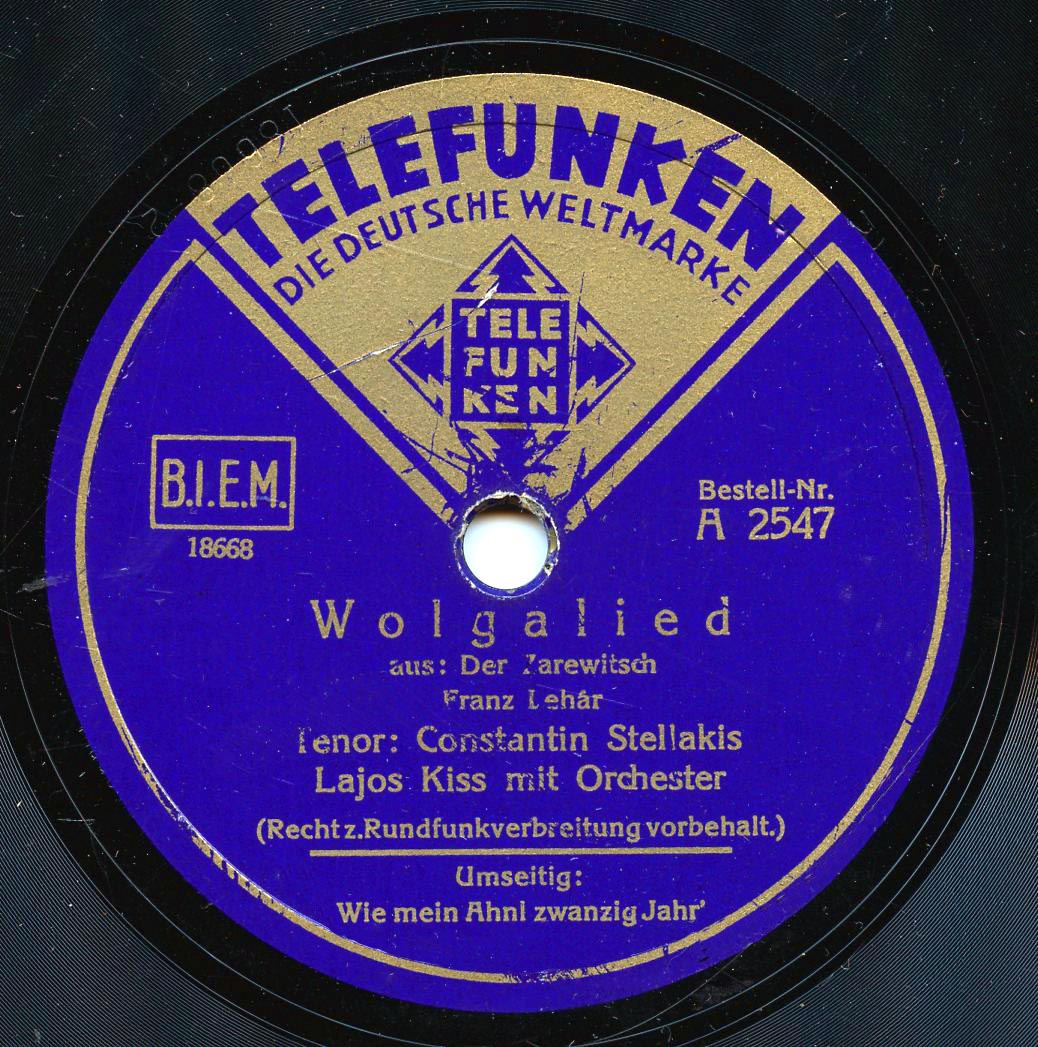 TELEFUNKEN
DIE DEUTSCHE WELTMARKE
TELE
FUN
KEN
B.I.E.M.
18668
Bestell-Nr.
A 2547
Wolgalied
aus: Der Zarewitsch
Franz Lehár
Tenor: Constantin Stellakis
Lajos Kiss mit Orchester
(Recht z. Rundfunkverbreitung vorbehalt.)
Umseitig:
Wie mein Ahnl zwanzig Jahr'